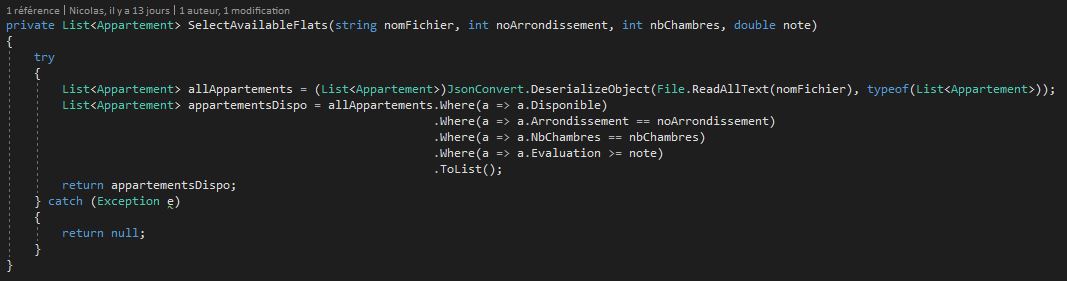 1 référence | Nicolas, il y a 13 jours | 1 auteur, 1 modification
private List<Appartement> SelectAvailableFlats(string nomFichier, int noArrondissement, int nbChambres, double note)
{
    try
    {
        List<Appartement> allAppartements = (List<Appartement>)JsonConvert.DeserializeObject(File.ReadAllText(nomFichier), typeof(List<Appartement>));
        List<Appartement> appartementsDispo = allAppartements.Where(a => a.Disponible)
                                                              .Where(a => a.Arrondissement == noArrondissement)
                                                              .Where(a => a.NbChambres == nbChambres)
                                                              .Where(a => a.Evaluation >= note)
                                                              .ToList();
        return appartementsDispo;
    } catch (Exception e)
    {
        return null;
    }
}